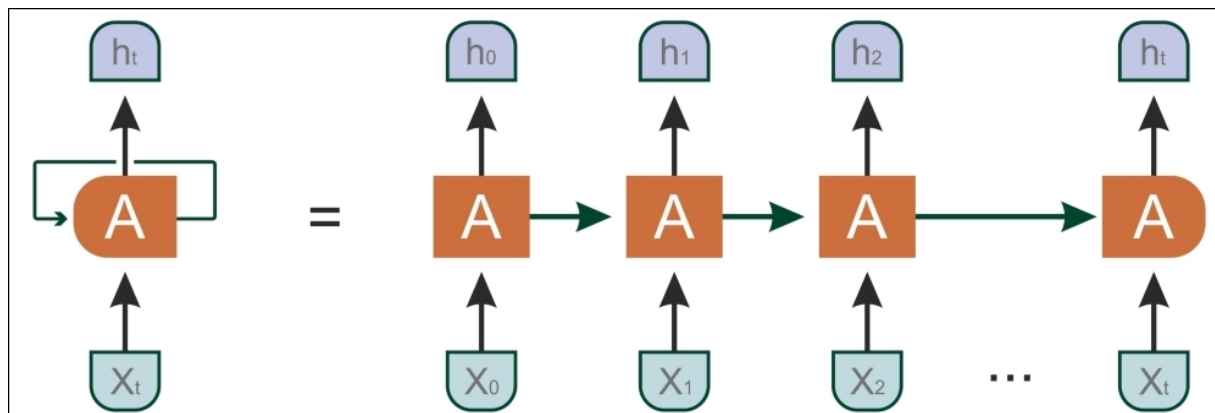 hₜ h₀ h₁ h₂ hₜ
A = A A A A
Xₜ X₀ X₁ X₂ ... Xₜ